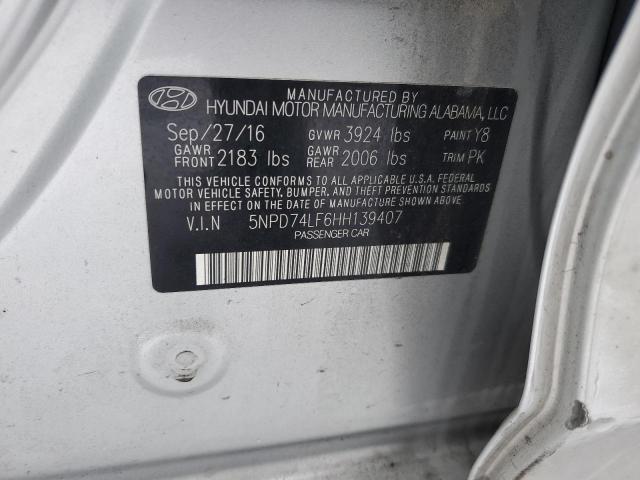 MANUFACTURED BY
HYUNDAI MOTOR MANUFACTURING ALABAMA, LLC
Sep/27/16 GVWR 3924 lbs PAINT Y8
GAWR FRONT 2183 lbs GAWR REAR 2006 lbs TRIM PK
THIS VEHICLE CONFORMS TO ALL APPLICABLE U.S.A. FEDERAL
MOTOR VEHICLE SAFETY, BUMPER, AND THEFT PREVENTION STANDARDS
IN EFFECT ON THE DATE OF MANUFACTURE SHOWN ABOVE
V.I.N 5NPD74LF6HH139407
PASSENGER CAR